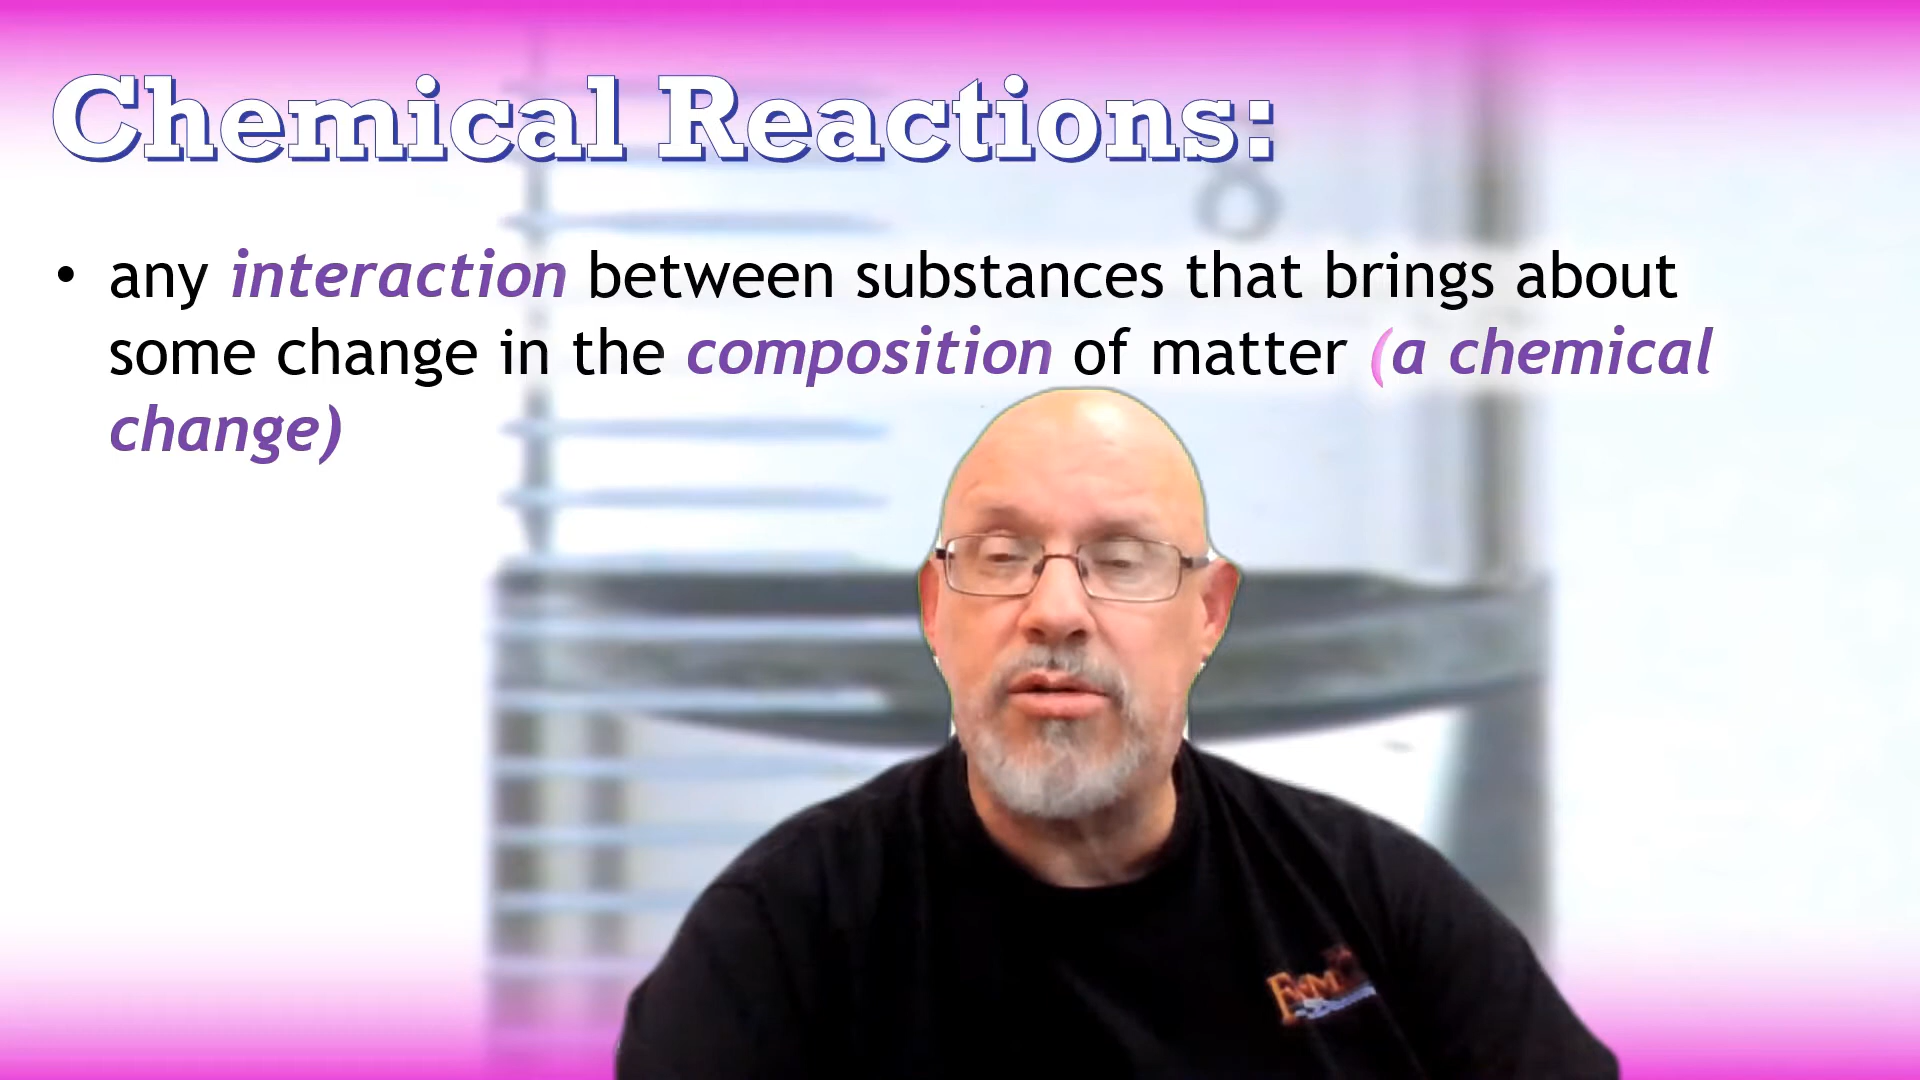 Chemical Reactions:
• any interaction between substances that brings about
some change in the composition of matter (a chemical
change)